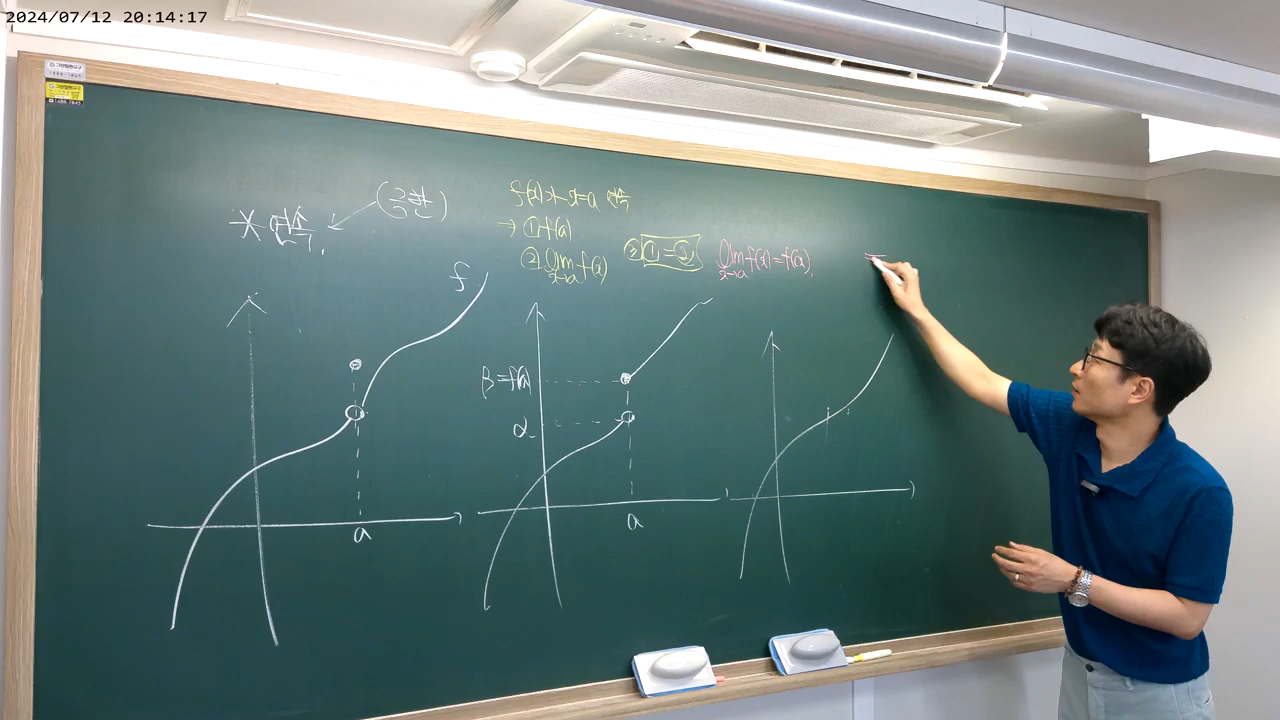 2024/07/12 20:14:17
※ 연속.
(극한)
f(x)가 x=a 연속
→ ① f(a)
② lim f(x)
x→a
③ ① = ②
lim f(x) = f(a).
x→a
f
a
β = f(a)
α
a